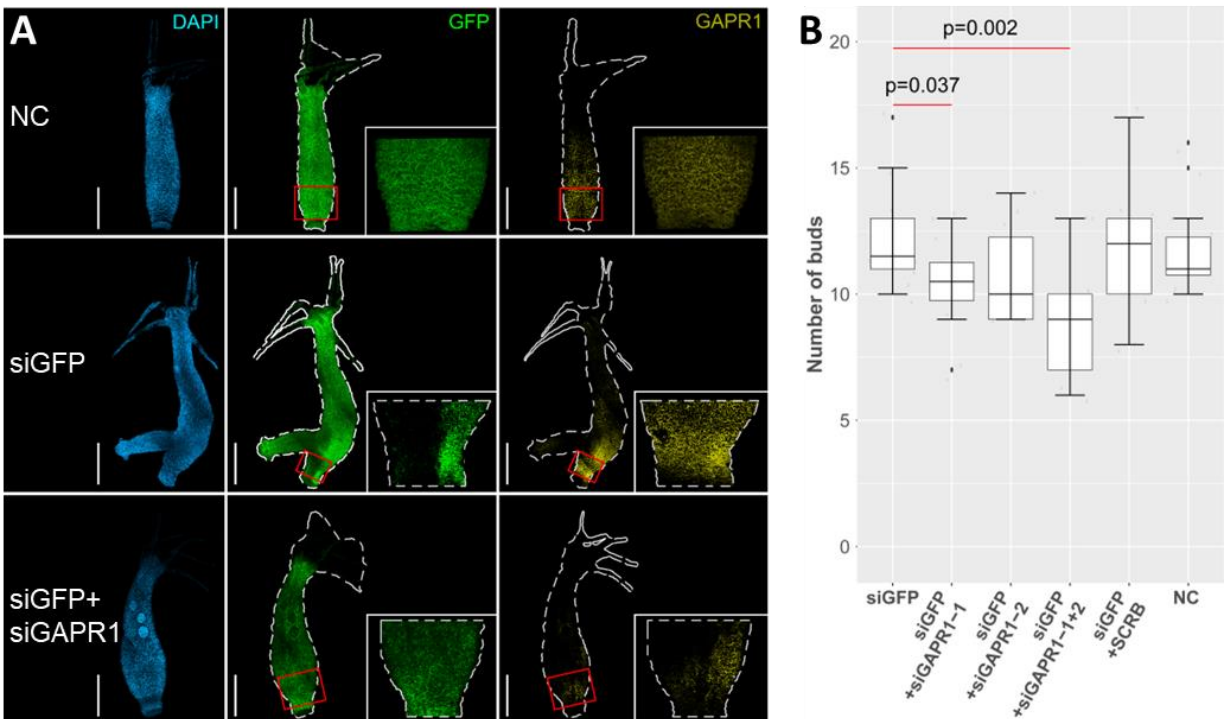 A
DAPI
GFP
GAPR1
NC
siGFP
siGFP+
siGAPR1
B
p=0.002
p=0.037
Number of buds
20
15
10
5
0
siGFP
siGFP
+siGAPR1−1
siGFP
+siGAPR1−2
siGFP
+siGAPR1−1+2
siGFP
+SCRB
NC